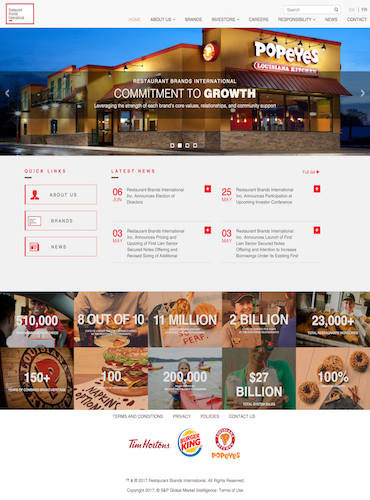 Restaurant
Brands
International
Search
EN | FR
HOME ABOUT US BRANDS INVESTORS CAREERS RESPONSIBILITY NEWS CONTACT
POPEYES
LOUISIANA KITCHEN
RESTAURANT BRANDS INTERNATIONAL
COMMITMENT TO GROWTH
Leveraging the strength of each brand's core values, relationships, and community support
QUICK LINKS
ABOUT US
BRANDS
NEWS
LATEST NEWS
Full list
06
JUN
Restaurant Brands International
Inc. Announces Election of
Directors
25
MAY
Restaurant Brands International
Inc. Announces Participation at
Upcoming Investor Conference
03
MAY
Restaurant Brands International
Inc. Announces Pricing and
Upsizing of First Lien Senior
Secured Notes Offering and
Revised Sizing of Additional
03
MAY
Restaurant Brands International
Inc. Announces Launch of First
Lien Senior Secured Notes
Offering and Intention to Increase
Borrowings Under its Existing First
510,000
8 OUT OF 10
11 MILLION
PERF.
2 BILLION
23,000+
TOTAL RESTAURANTS WORLDWIDE
LOUISIANA
150+
YEARS OF COMBINED BRAND HERITAGE
100
200,000
$27
BILLION
TOTAL SYSTEM SALES
100%
TERMS AND CONDITIONS PRIVACY POLICIES CONTACT US
Tim Hortons
BURGER
KING
POPEYES
™ & © 2017 Restaurant Brands International. All Rights Reserved.
Copyright 2017, © S&P Global Market Intelligence Terms of Use